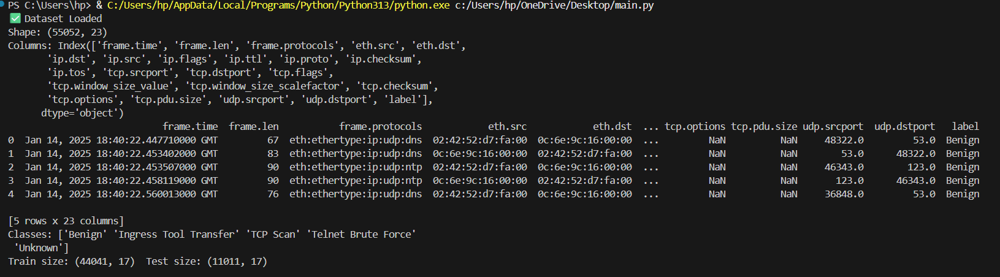 PS C:\Users\hp> & C:/Users/hp/AppData/Local/Programs/Python/Python313/python.exe c:/Users/hp/OneDrive/Desktop/main.py
✅ Dataset Loaded
Shape: (55052, 23)
Columns: Index(['frame.time', 'frame.len', 'frame.protocols', 'eth.src', 'eth.dst',
       'ip.dst', 'ip.src', 'ip.flags', 'ip.ttl', 'ip.proto', 'ip.checksum',
       'ip.tos', 'tcp.srcport', 'tcp.dstport', 'tcp.flags',
       'tcp.window_size_value', 'tcp.window_size_scalefactor', 'tcp.checksum',
       'tcp.options', 'tcp.pdu.size', 'udp.srcport', 'udp.dstport', 'label'],
      dtype='object')
                          frame.time  frame.len           frame.protocols            eth.src            eth.dst  ... tcp.options tcp.pdu.size udp.srcport  udp.dstport   label
0  Jan 14, 2025 18:40:22.447710000 GMT         67  eth:ethertype:ip:udp:dns  02:42:52:d7:fa:00  0c:6e:9c:16:00:00  ...         NaN          NaN     48322.0         53.0  Benign
1  Jan 14, 2025 18:40:22.453402000 GMT         83  eth:ethertype:ip:udp:dns  0c:6e:9c:16:00:00  02:42:52:d7:fa:00  ...         NaN          NaN        53.0      48322.0  Benign
2  Jan 14, 2025 18:40:22.453507000 GMT         90  eth:ethertype:ip:udp:ntp  02:42:52:d7:fa:00  0c:6e:9c:16:00:00  ...         NaN          NaN     46343.0        123.0  Benign
3  Jan 14, 2025 18:40:22.458119000 GMT         90  eth:ethertype:ip:udp:ntp  0c:6e:9c:16:00:00  02:42:52:d7:fa:00  ...         NaN          NaN       123.0      46343.0  Benign
4  Jan 14, 2025 18:40:22.560013000 GMT         76  eth:ethertype:ip:udp:dns  02:42:52:d7:fa:00  0c:6e:9c:16:00:00  ...         NaN          NaN     36848.0         53.0  Benign
[5 rows x 23 columns]
Classes: ['Benign' 'Ingress Tool Transfer' 'TCP Scan' 'Telnet Brute Force'
 'Unknown']
Train size: (44041, 17)  Test size: (11011, 17)